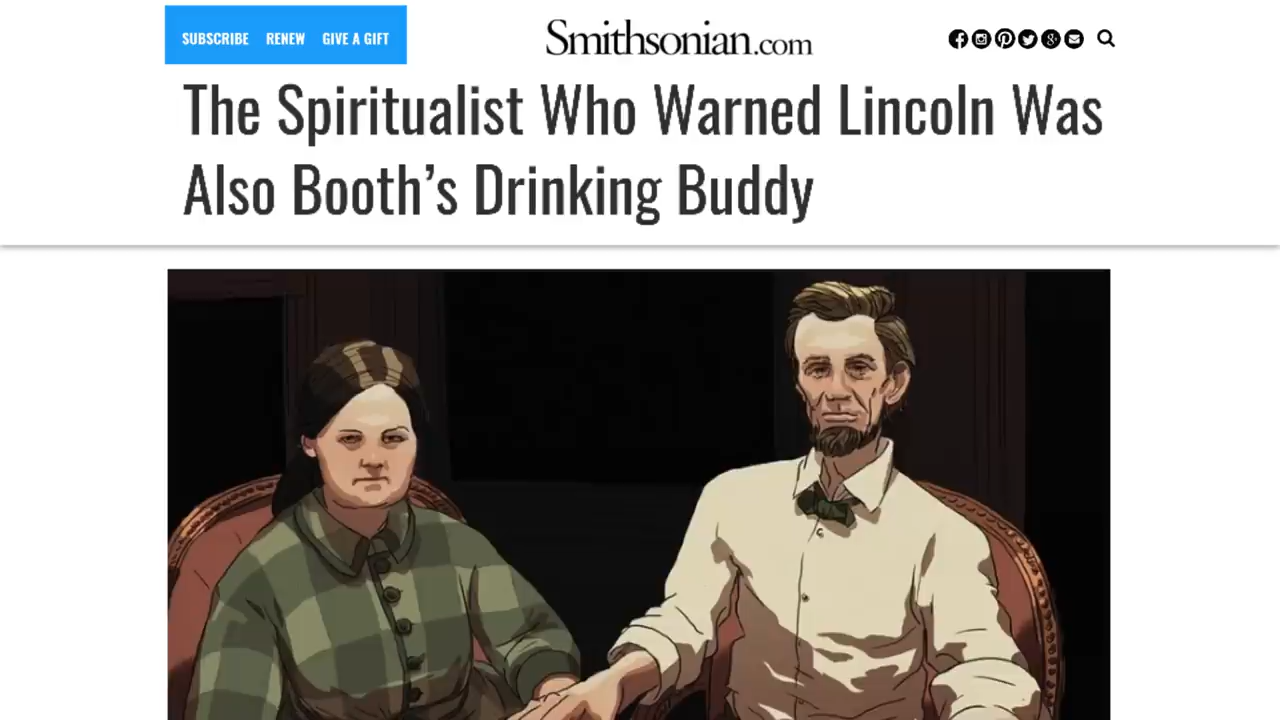 SUBSCRIBE RENEW GIVE A GIFT
Smithsonian.com
The Spiritualist Who Warned Lincoln Was
Also Booth’s Drinking Buddy